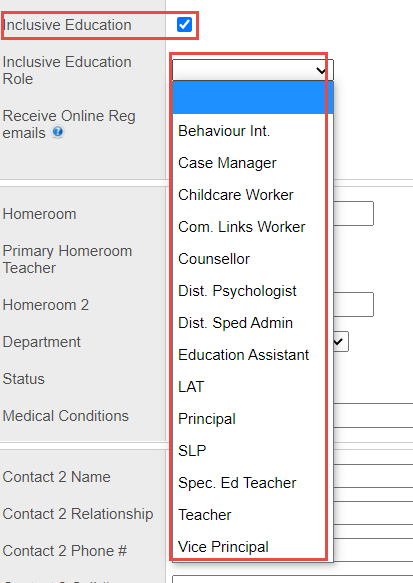 Inclusive Education
Inclusive Education
Role
Receive Online Reg
emails
Behaviour Int.
Case Manager
Childcare Worker
Com. Links Worker
Counsellor
Dist. Psychologist
Dist. Sped Admin
Education Assistant
LAT
Principal
SLP
Spec. Ed Teacher
Teacher
Vice Principal
Homeroom
Primary Homeroom
Teacher
Homeroom 2
Department
Status
Medical Conditions
Contact 2 Name
Contact 2 Relationship
Contact 2 Phone #